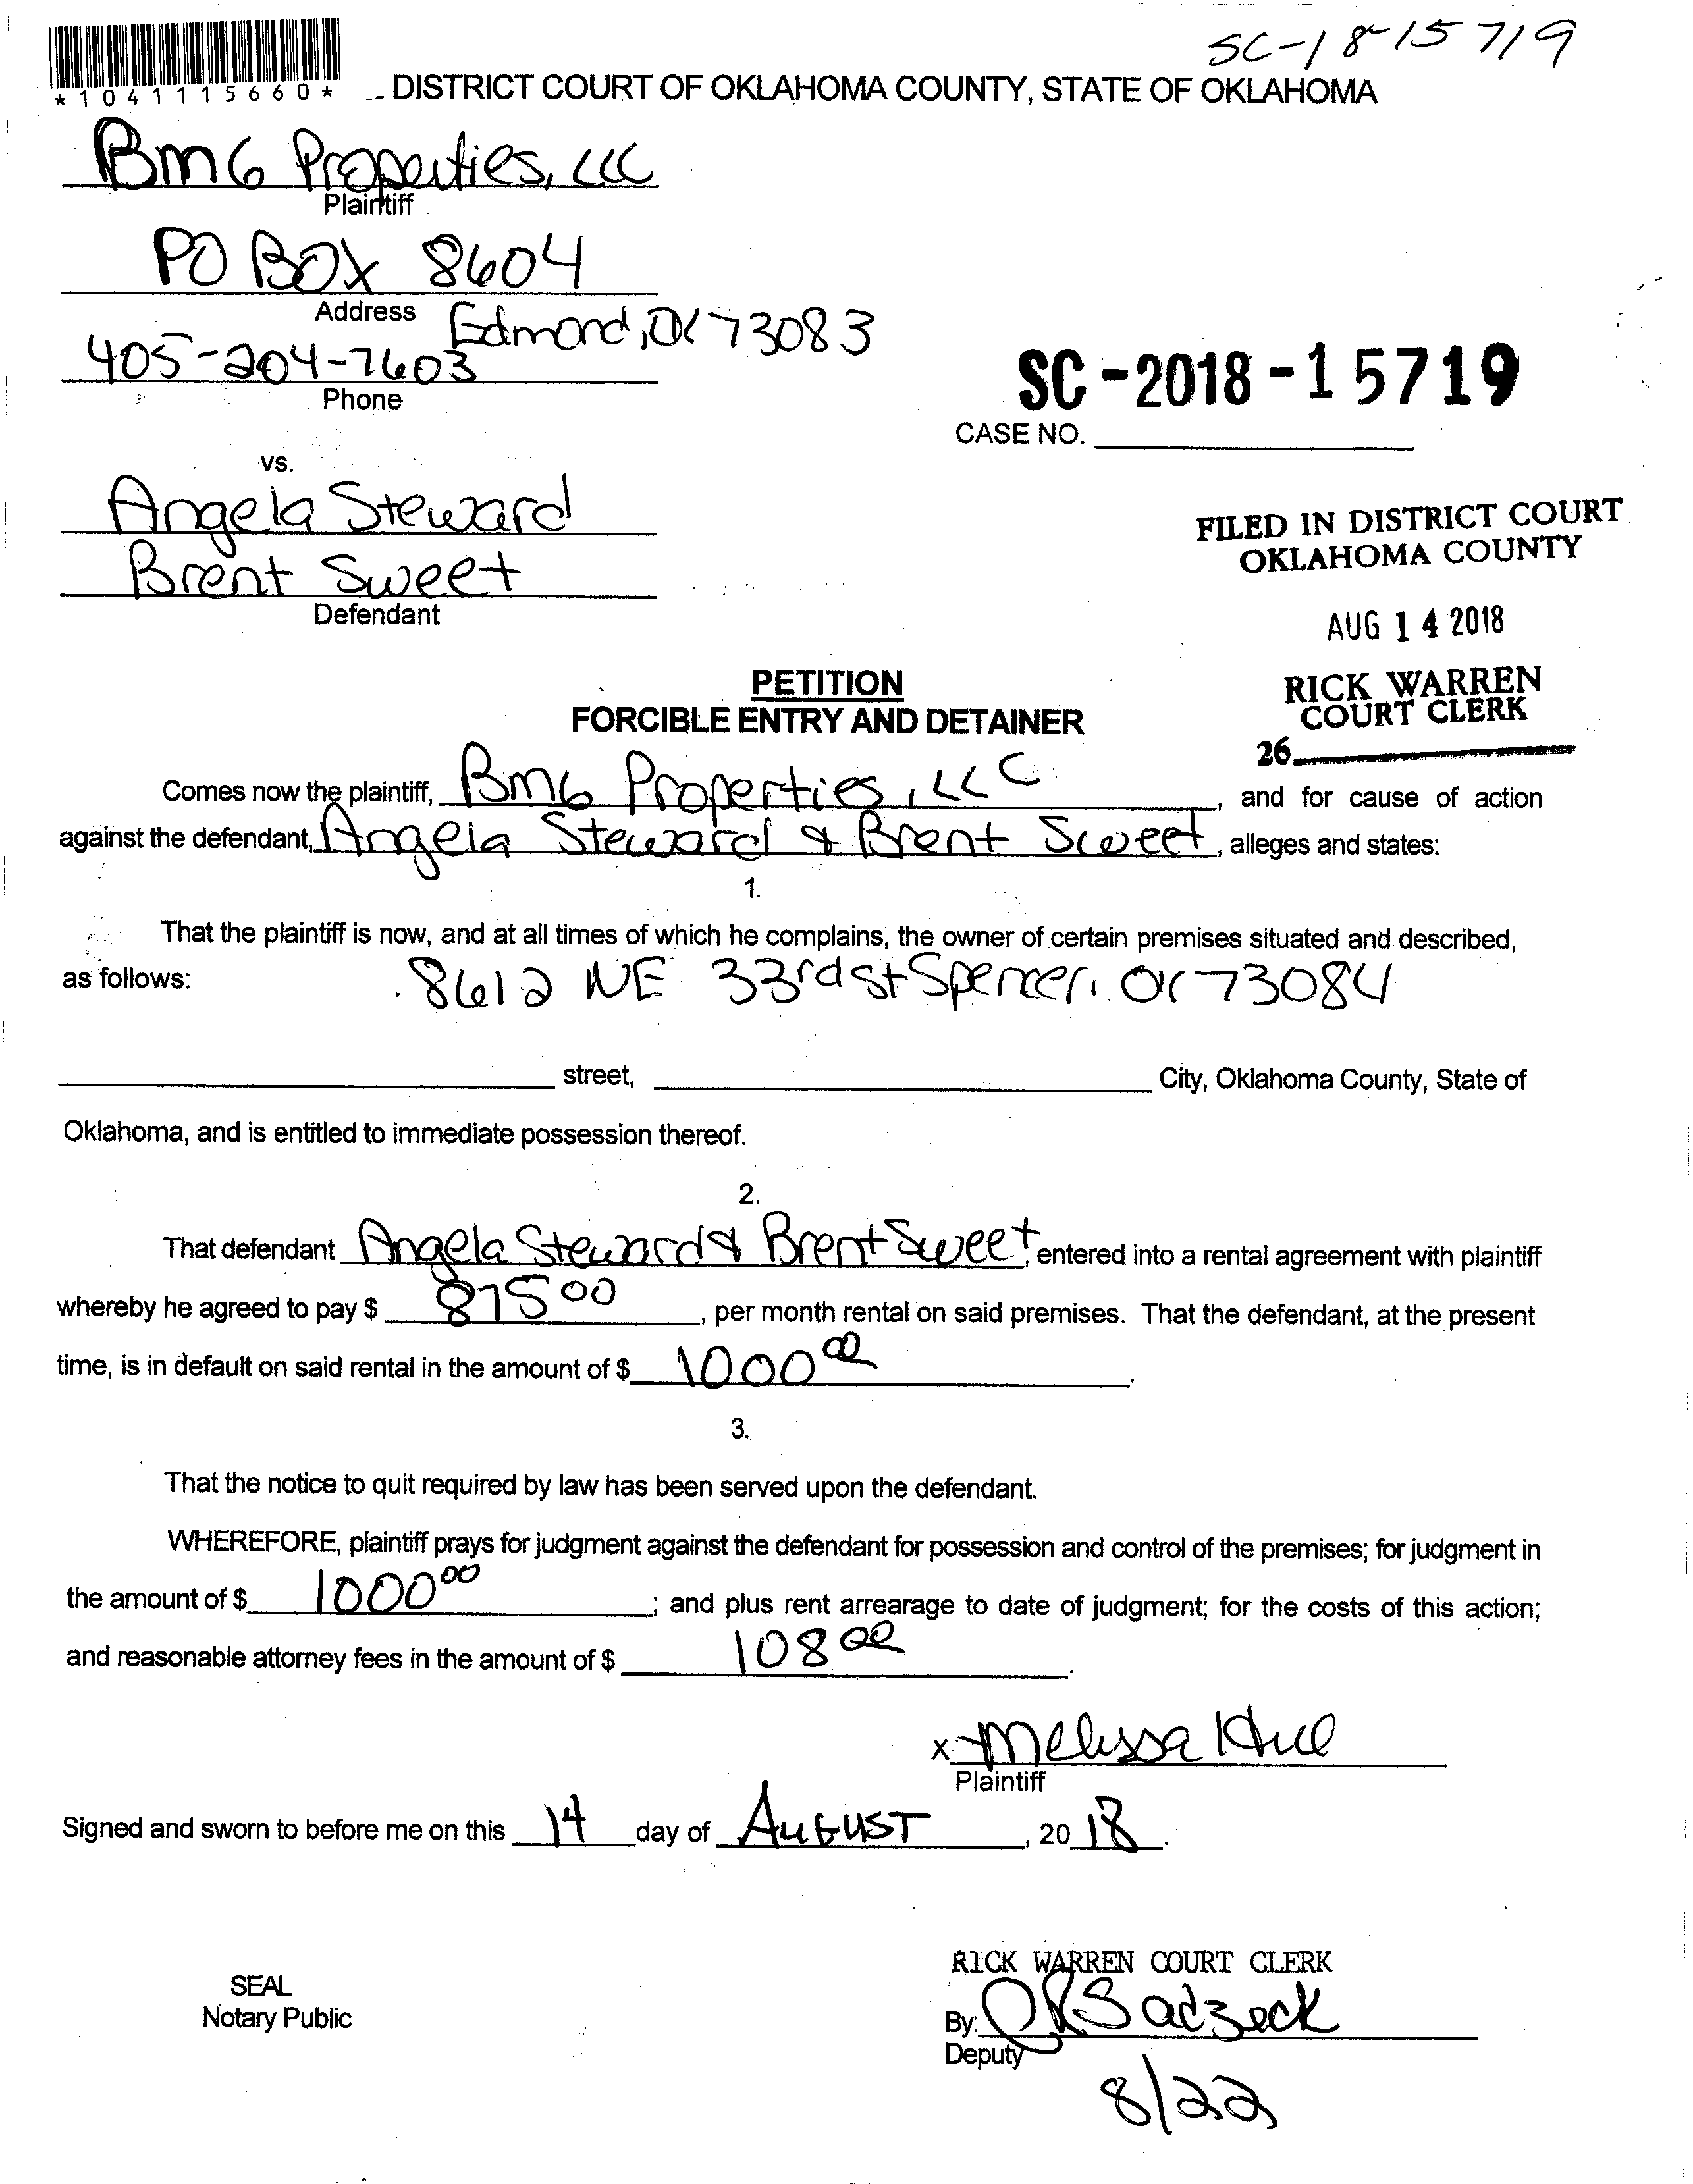 SC-18-15719
*1041115660*
DISTRICT COURT OF OKLAHOMA COUNTY, STATE OF OKLAHOMA
BMG Properties, LLC
Plaintiff
PO BOX 8604
Address
Edmond, OK 73083
405-204-7603
Phone
SC-2018-15719
CASE NO.
vs.
Angela Steward
Brent Sweet
Defendant
FILED IN DISTRICT COURT
OKLAHOMA COUNTY
AUG 14 2018
RICK WARREN
COURT CLERK
26
PETITION
FORCIBLE ENTRY AND DETAINER
Comes now the plaintiff, BMG Properties, LLC, and for cause of action
against the defendant, Angela Steward & Brent Sweet, alleges and states:
1.
That the plaintiff is now, and at all times of which he complains, the owner of certain premises situated and described,
as follows: 8612 NE 33rd St Spencer, OK 73084
street, City, Oklahoma County, State of
Oklahoma, and is entitled to immediate possession thereof.
2.
That defendant Angela Steward & Brent Sweet, entered into a rental agreement with plaintiff
whereby he agreed to pay $ 875 00, per month rental on said premises. That the defendant, at the present
time, is in default on said rental in the amount of $ 1000 00.
3.
That the notice to quit required by law has been served upon the defendant.
WHEREFORE, plaintiff prays for judgment against the defendant for possession and control of the premises; for judgment in
the amount of $ 1000 00; and plus rent arrearage to date of judgment; for the costs of this action;
and reasonable attorney fees in the amount of $ 108 00.
x Melissa Hill
Plaintiff
Signed and sworn to before me on this 14 day of AUGUST, 20 18.
RICK WARREN COURT CLERK
SEAL
Notary Public
By:
Deputy
8/22